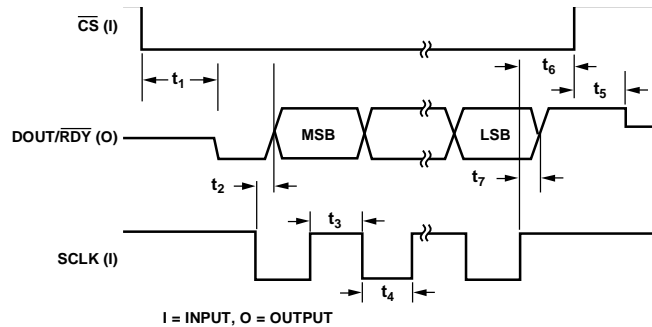 CS (I)
t1
t6
t5
DOUT/RDY (O)
MSB
LSB
t2
t3
t7
SCLK (I)
t4
I = INPUT, O = OUTPUT